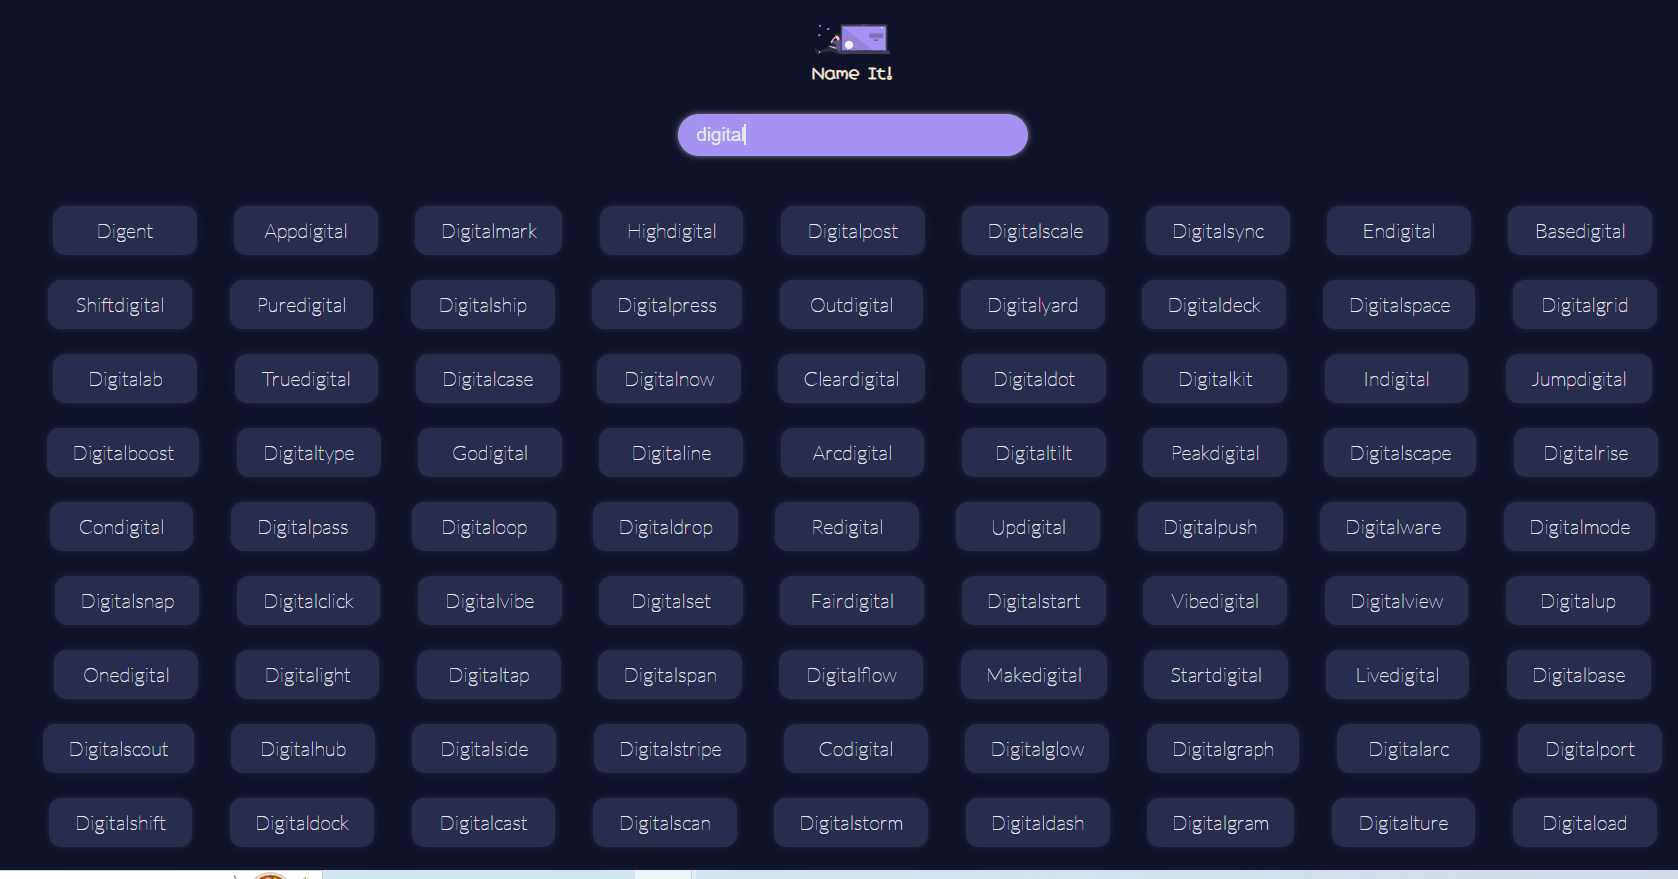 Name It!
digital
Digent Appdigital Digitalmark Highdigital Digitalpost Digitalscale Digitalsync Endigital Basedigital
Shiftdigital Puredigital Digitalship Digitalpress Outdigital Digitalyard Digitaldeck Digitalspace Digitalgrid
Digitalab Truedigital Digitalcase Digitalnow Cleardigital Digitaldot Digitalkit Indigital Jumpdigital
Digitalboost Digitaltype Godigital Digitaline Arcdigital Digitaltilt Peakdigital Digitalscape Digitalrise
Condigital Digitalpass Digitaloop Digitaldrop Redigital Updigital Digitalpush Digitalware Digitalmode
Digitalsnap Digitalclick Digitalvibe Digitalset Fairdigital Digitalstart Vibedigital Digitalview Digitalup
Onedigital Digitalight Digitaltap Digitalspan Digitalflow Makedigital Startdigital Livedigital Digitalbase
Digitalscout Digitalhub Digitalside Digitalstripe Codigital Digitalglow Digitalgraph Digitalarc Digitalport
Digitalshift Digitaldock Digitalcast Digitalscan Digitalstorm Digitaldash Digitalgram Digitalture Digitaload